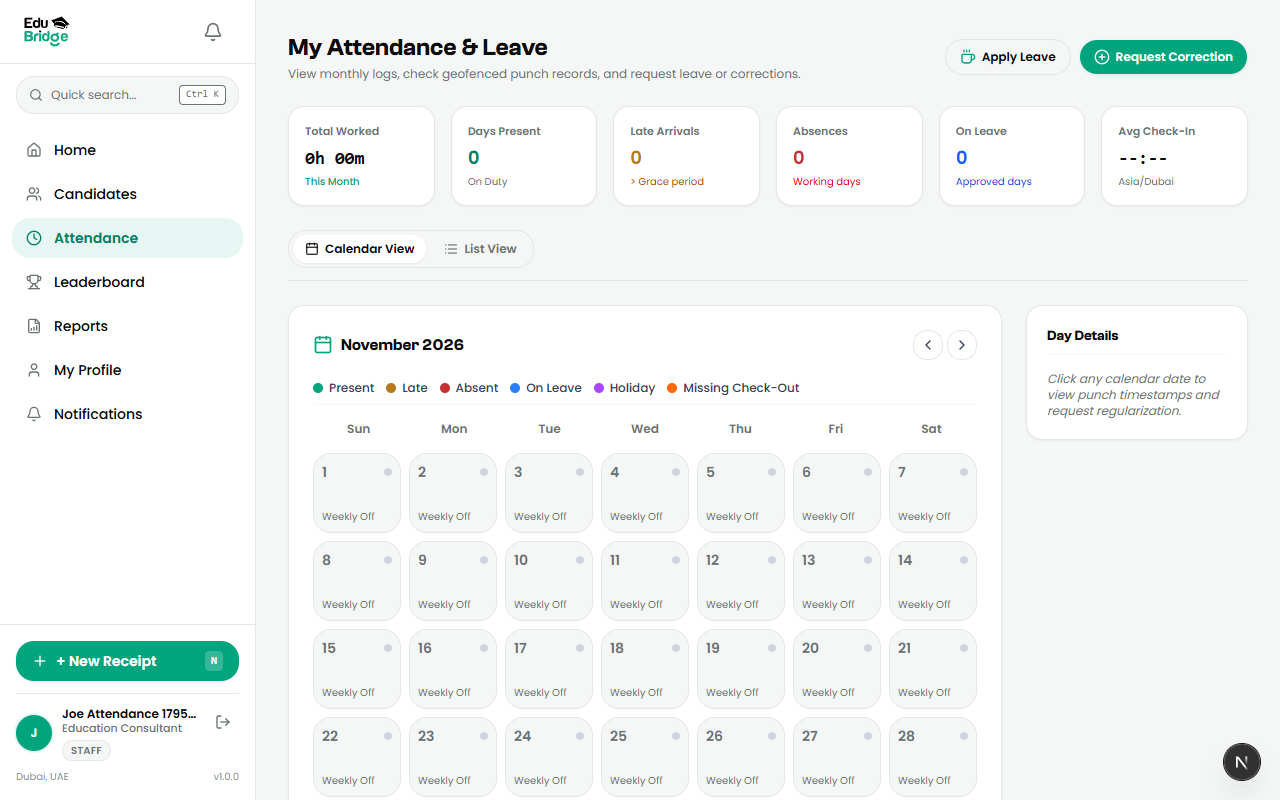 Edu
Bridge
Quick search...
Ctrl K
Home
Candidates
Attendance
Leaderboard
Reports
My Profile
Notifications
+ New Receipt
N
J
Joe Attendance 1795...
Education Consultant
STAFF
Dubai, UAE
v1.0.0
My Attendance & Leave
View monthly logs, check geofenced punch records, and request leave or corrections.
Apply Leave
Request Correction
Total Worked
0h 00m
This Month
Days Present
0
On Duty
Late Arrivals
0
> Grace period
Absences
0
Working days
On Leave
0
Approved days
Avg Check-In
--:--
Asia/Dubai
Calendar View
List View
November 2026
Present
Late
Absent
On Leave
Holiday
Missing Check-Out
Sun Mon Tue Wed Thu Fri Sat
1 2 3 4 5 6 7
Weekly Off Weekly Off Weekly Off Weekly Off Weekly Off Weekly Off Weekly Off
8 9 10 11 12 13 14
Weekly Off Weekly Off Weekly Off Weekly Off Weekly Off Weekly Off Weekly Off
15 16 17 18 19 20 21
Weekly Off Weekly Off Weekly Off Weekly Off Weekly Off Weekly Off Weekly Off
22 23 24 25 26 27 28
Weekly Off Weekly Off Weekly Off Weekly Off Weekly Off Weekly Off Weekly Off
Day Details
Click any calendar date to
view punch timestamps and
request regularization.
N